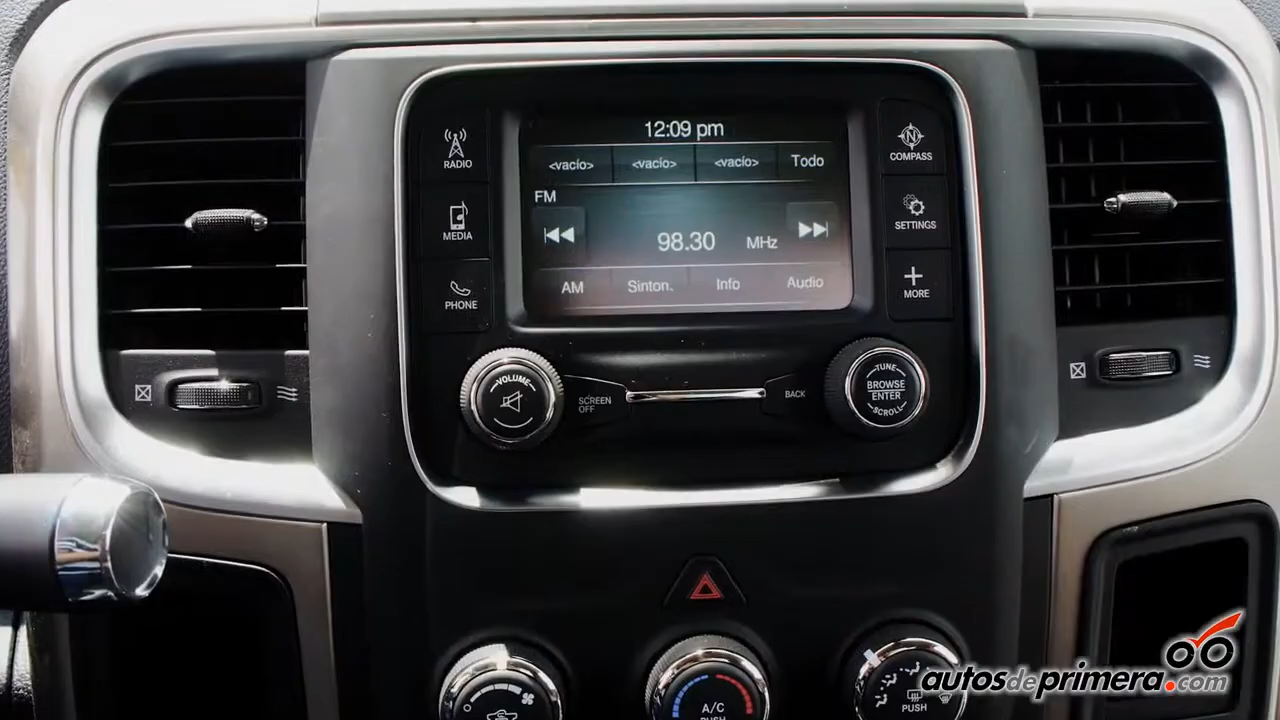 12:09 pm
<vacío> <vacío> <vacío> Todo
FM
98.30 MHz
AM Sinton. Info Audio
RADIO
MEDIA
PHONE
N
COMPASS
SETTINGS
MORE
VOLUME
SCREEN
OFF
BACK
TUNE
BROWSE
ENTER
SCROLL
A/C
PUSH
PUSH
autosdeprimera.com